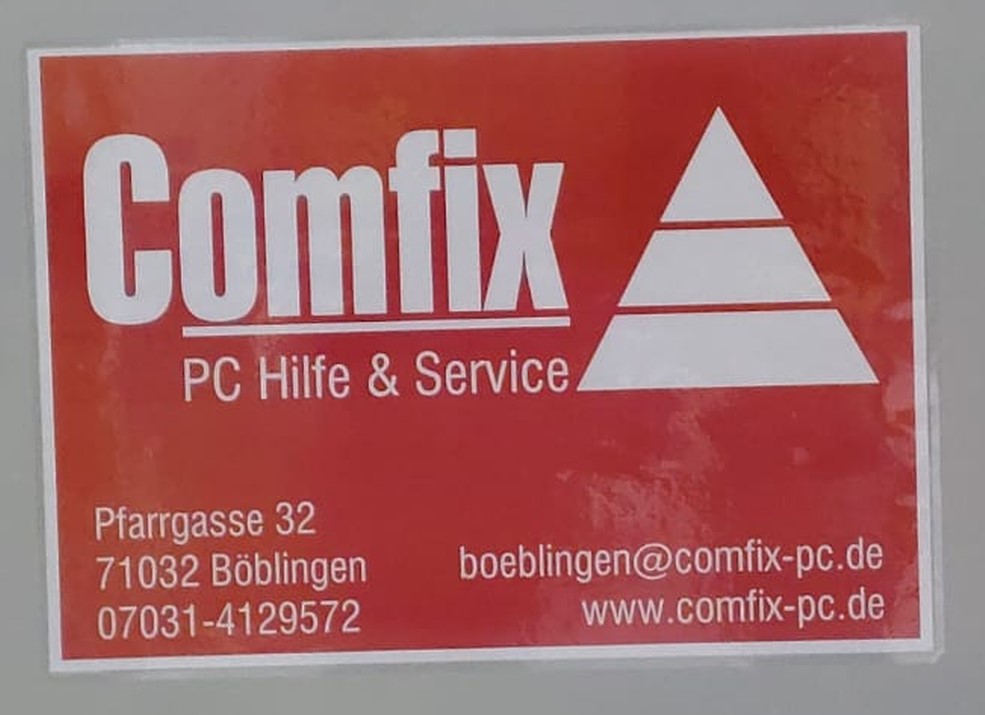 Comfix
PC Hilfe & Service
Pfarrgasse 32
71032 Böblingen
07031-4129572
boeblingen@comfix-pc.de
www.comfix-pc.de